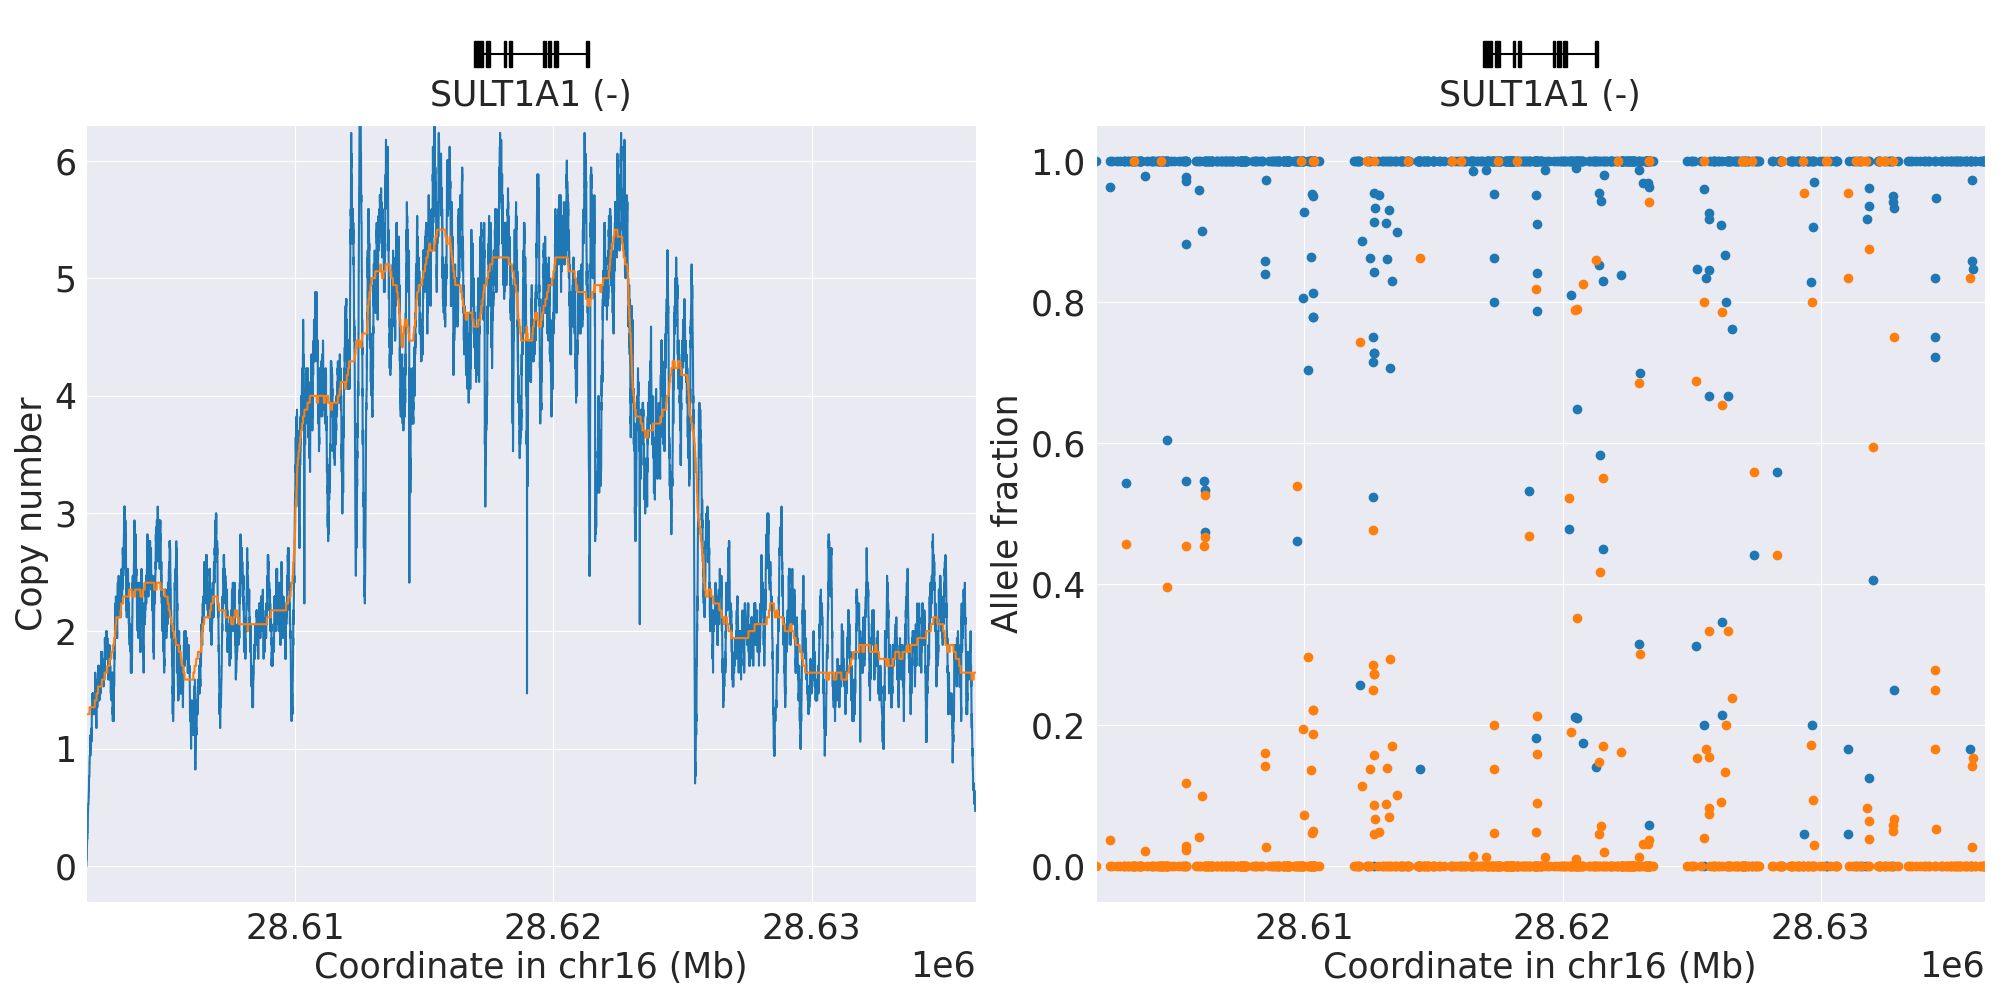 SULT1A1 (-)
6
5
4
3
2
1
0
Copy number
28.61
28.62
28.63
Coordinate in chr16 (Mb)
1e6
SULT1A1 (-)
1.0
0.8
0.6
0.4
0.2
0.0
Allele fraction
28.61
28.62
28.63
Coordinate in chr16 (Mb)
1e6